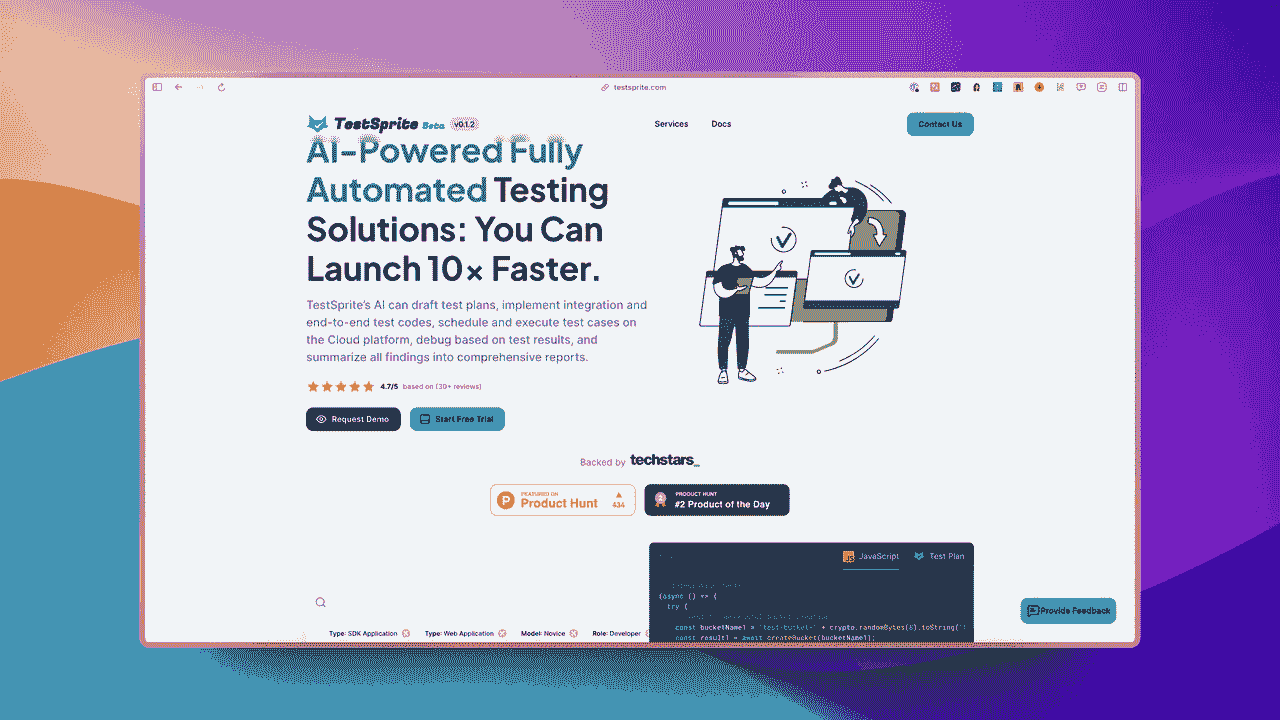 testsprite.com
TestSprite Beta v0.1.2
Services
Docs
Contact Us
AI-Powered Fully
Automated Testing
Solutions: You Can
Launch 10x Faster.
TestSprite's AI can draft test plans, implement integration and
end-to-end test codes, schedule and execute test cases on
the Cloud platform, debug based on test results, and
summarize all findings into comprehensive reports.
4.7/5 based on (30+ reviews)
Request Demo
Start Free Trial
Backed by techstars_
FEATURED ON
Product Hunt
434
PRODUCT HUNT
#2 Product of the Day
JS JavaScript
Test Plan
(async () => {
try {
const bucketName1 = `test-bucket-` + crypto.randomBytes(8).toString('
const result1 = await createBucket(bucketName1);
Provide Feedback
Type: SDK Application
Type: Web Application
Model: Novice
Role: Developer